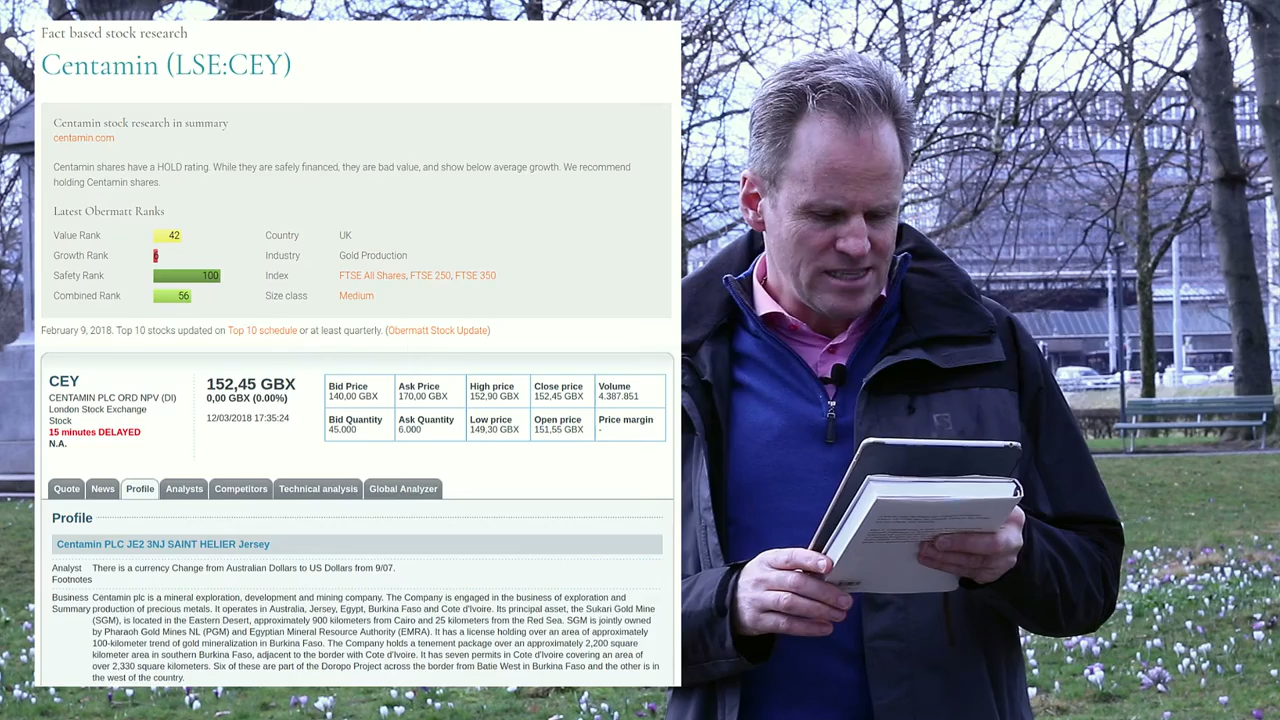 Fact based stock research
Centamin (LSE:CEY)
Centamin stock research in summary
centamin.com
Centamin shares have a HOLD rating. While they are safely financed, they are bad value, and show below average growth. We recommend
holding Centamin shares.
Latest Obermatt Ranks
Value Rank 42 Country UK
Growth Rank 6 Industry Gold Production
Safety Rank 100 Index FTSE All Shares, FTSE 250, FTSE 350
Combined Rank 56 Size class Medium
February 9, 2018. Top 10 stocks updated on Top 10 schedule or at least quarterly. (Obermatt Stock Update)
CEY
CENTAMIN PLC ORD NPV (DI)
London Stock Exchange
Stock
15 minutes DELAYED
N.A.
152,45 GBX
0,00 GBX (0.00%)
12/03/2018 17:35:24
Bid Price Ask Price High price Close price Volume
140,00 GBX 170,00 GBX 152,90 GBX 152,45 GBX 4.387.851
Bid Quantity Ask Quantity Low price Open price Price margin
45.000 6.000 149,30 GBX 151,55 GBX -
Quote News Profile Analysts Competitors Technical analysis Global Analyzer
Profile
Centamin PLC JE2 3NJ SAINT HELIER Jersey
Analyst There is a currency Change from Australian Dollars to US Dollars from 9/07.
Footnotes
Business Centamin plc is a mineral exploration, development and mining company. The Company is engaged in the business of exploration and
Summary production of precious metals. It operates in Australia, Jersey, Egypt, Burkina Faso and Cote d'Ivoire. Its principal asset, the Sukari Gold Mine
(SGM), is located in the Eastern Desert, approximately 900 kilometers from Cairo and 25 kilometers from the Red Sea. SGM is jointly owned
by Pharaoh Gold Mines NL (PGM) and Egyptian Mineral Resource Authority (EMRA). It has a license holding over an area of approximately
100-kilometer trend of gold mineralization in Burkina Faso. The Company holds a tenement package over an approximately 2,200 square
kilometer area in southern Burkina Faso, adjacent to the border with Cote d'Ivoire. It has seven permits in Cote d'Ivoire covering an area of
over 2,330 square kilometers. Six of these are part of the Doropo Project across the border from Batie West in Burkina Faso and the other is in
the west of the country.